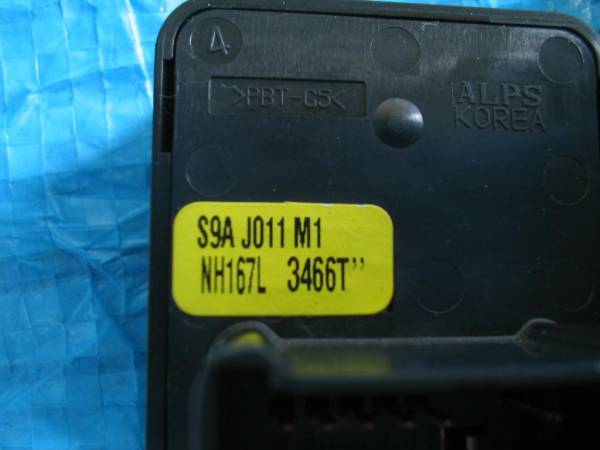 4
>PBT-G5<
ALPS
KOREA
S9A J011 M1
NH167L 3466T"